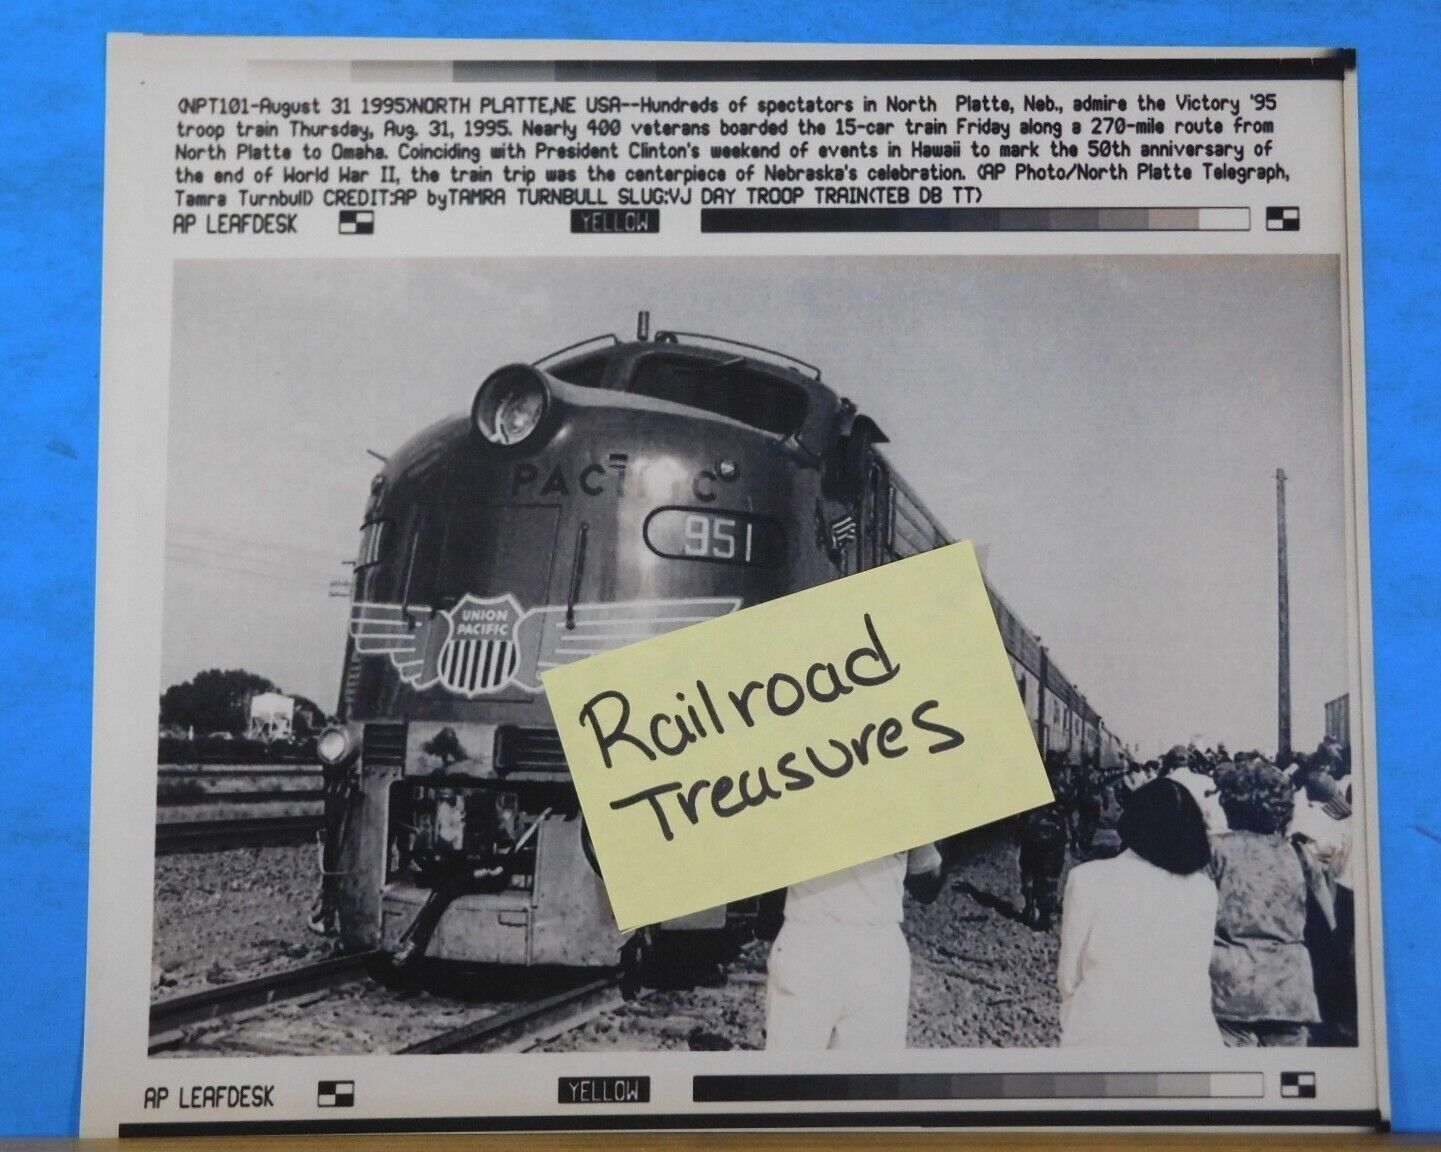 (NPT101-August 31 1995)NORTH PLATTE,NE USA--Hundreds of spectators in North Platte, Neb., admire the Victory '95
troop train Thursday, Aug. 31, 1995. Nearly 400 veterans boarded the 15-car train Friday along a 270-mile route from
North Platte to Omaha. Coinciding with President Clinton's weekend of events in Hawaii to mark the 50th anniversary of
the end of World War II, the train trip was the centerpiece of Nebraska's celebration. (AP Photo/North Platte Telegraph,
Tamra Turnbull) CREDIT:AP byTAMRA TURNBULL SLUG:VJ DAY TROOP TRAIN(TEB DB TT)
AP LEAFDESK YELLOW
PACIFIC
951
UNION
PACIFIC
Railroad
Treasures
AP LEAFDESK YELLOW